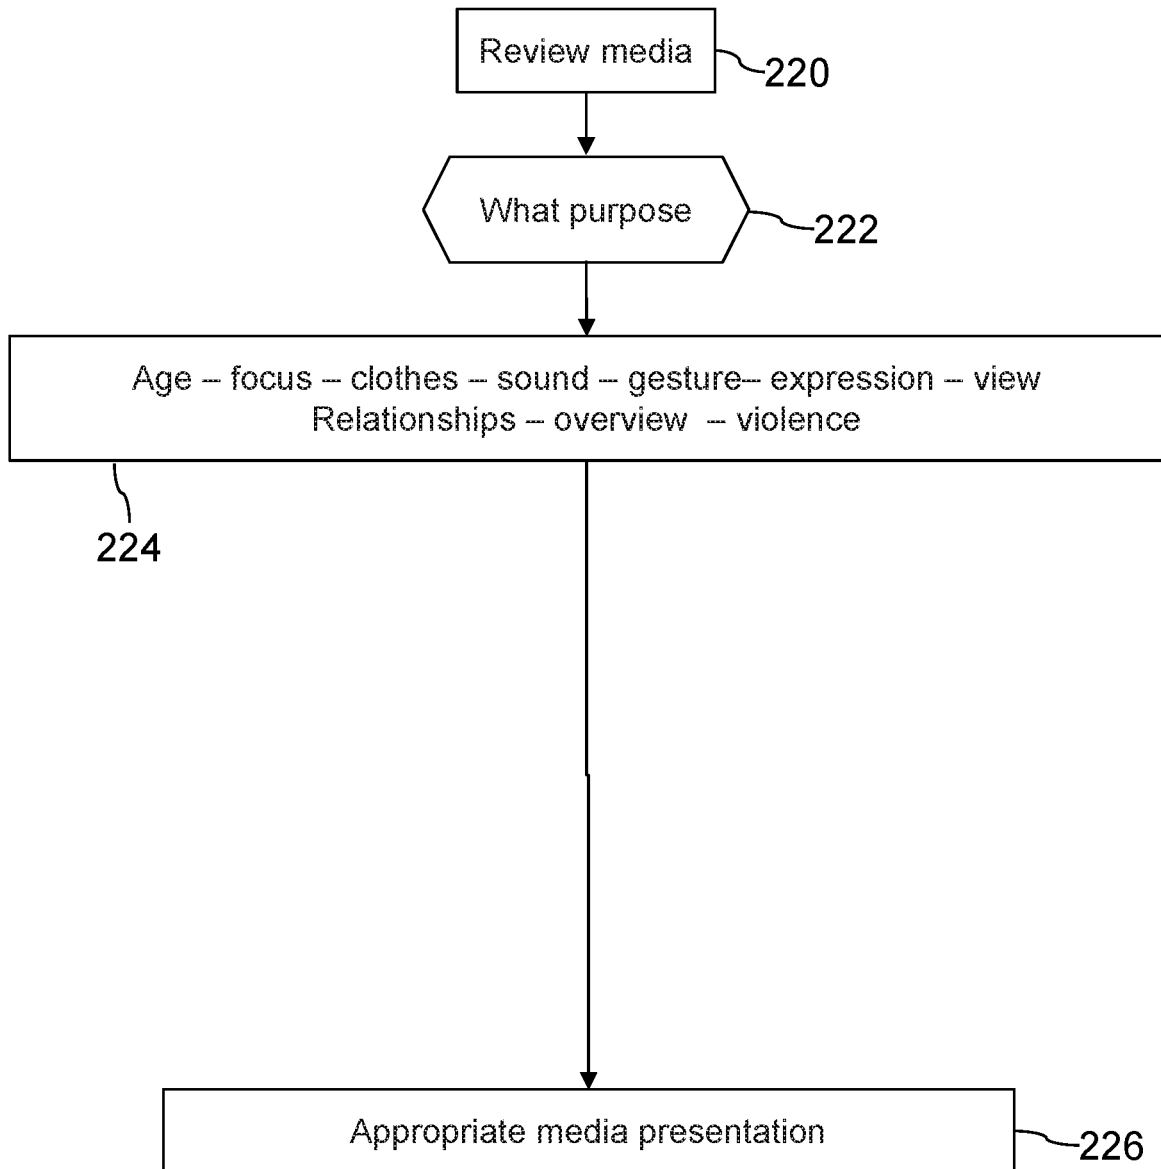 Review media
220
What purpose
222
Age – focus – clothes – sound – gesture– expression – view
Relationships – overview – violence
224
Appropriate media presentation
226